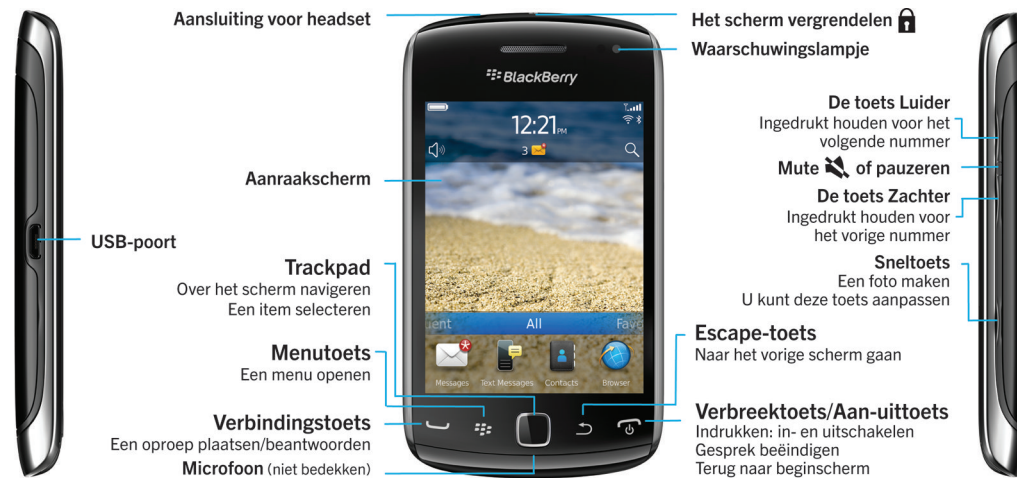 Aansluiting voor headset
Het scherm vergrendelen
Waarschuwingslampje
BlackBerry
12:21 PM
3
De toets Luider
Ingedrukt houden voor het
volgende nummer
Mute of pauzeren
De toets Zachter
Ingedrukt houden voor
het vorige nummer
Aanraakscherm
USB-poort
Trackpad
Over het scherm navigeren
Een item selecteren
Sneltoets
Een foto maken
U kunt deze toets aanpassen
ient All Favo
Messages Text Messages Contacts Browser
Menutoets
Een menu openen
Escape-toets
Naar het vorige scherm gaan
Verbindingstoets
Een oproep plaatsen/beantwoorden
Microfoon (niet bedekken)
Verbreektoets/Aan-uittoets
Indrukken: in- en uitschakelen
Gesprek beëindigen
Terug naar beginscherm